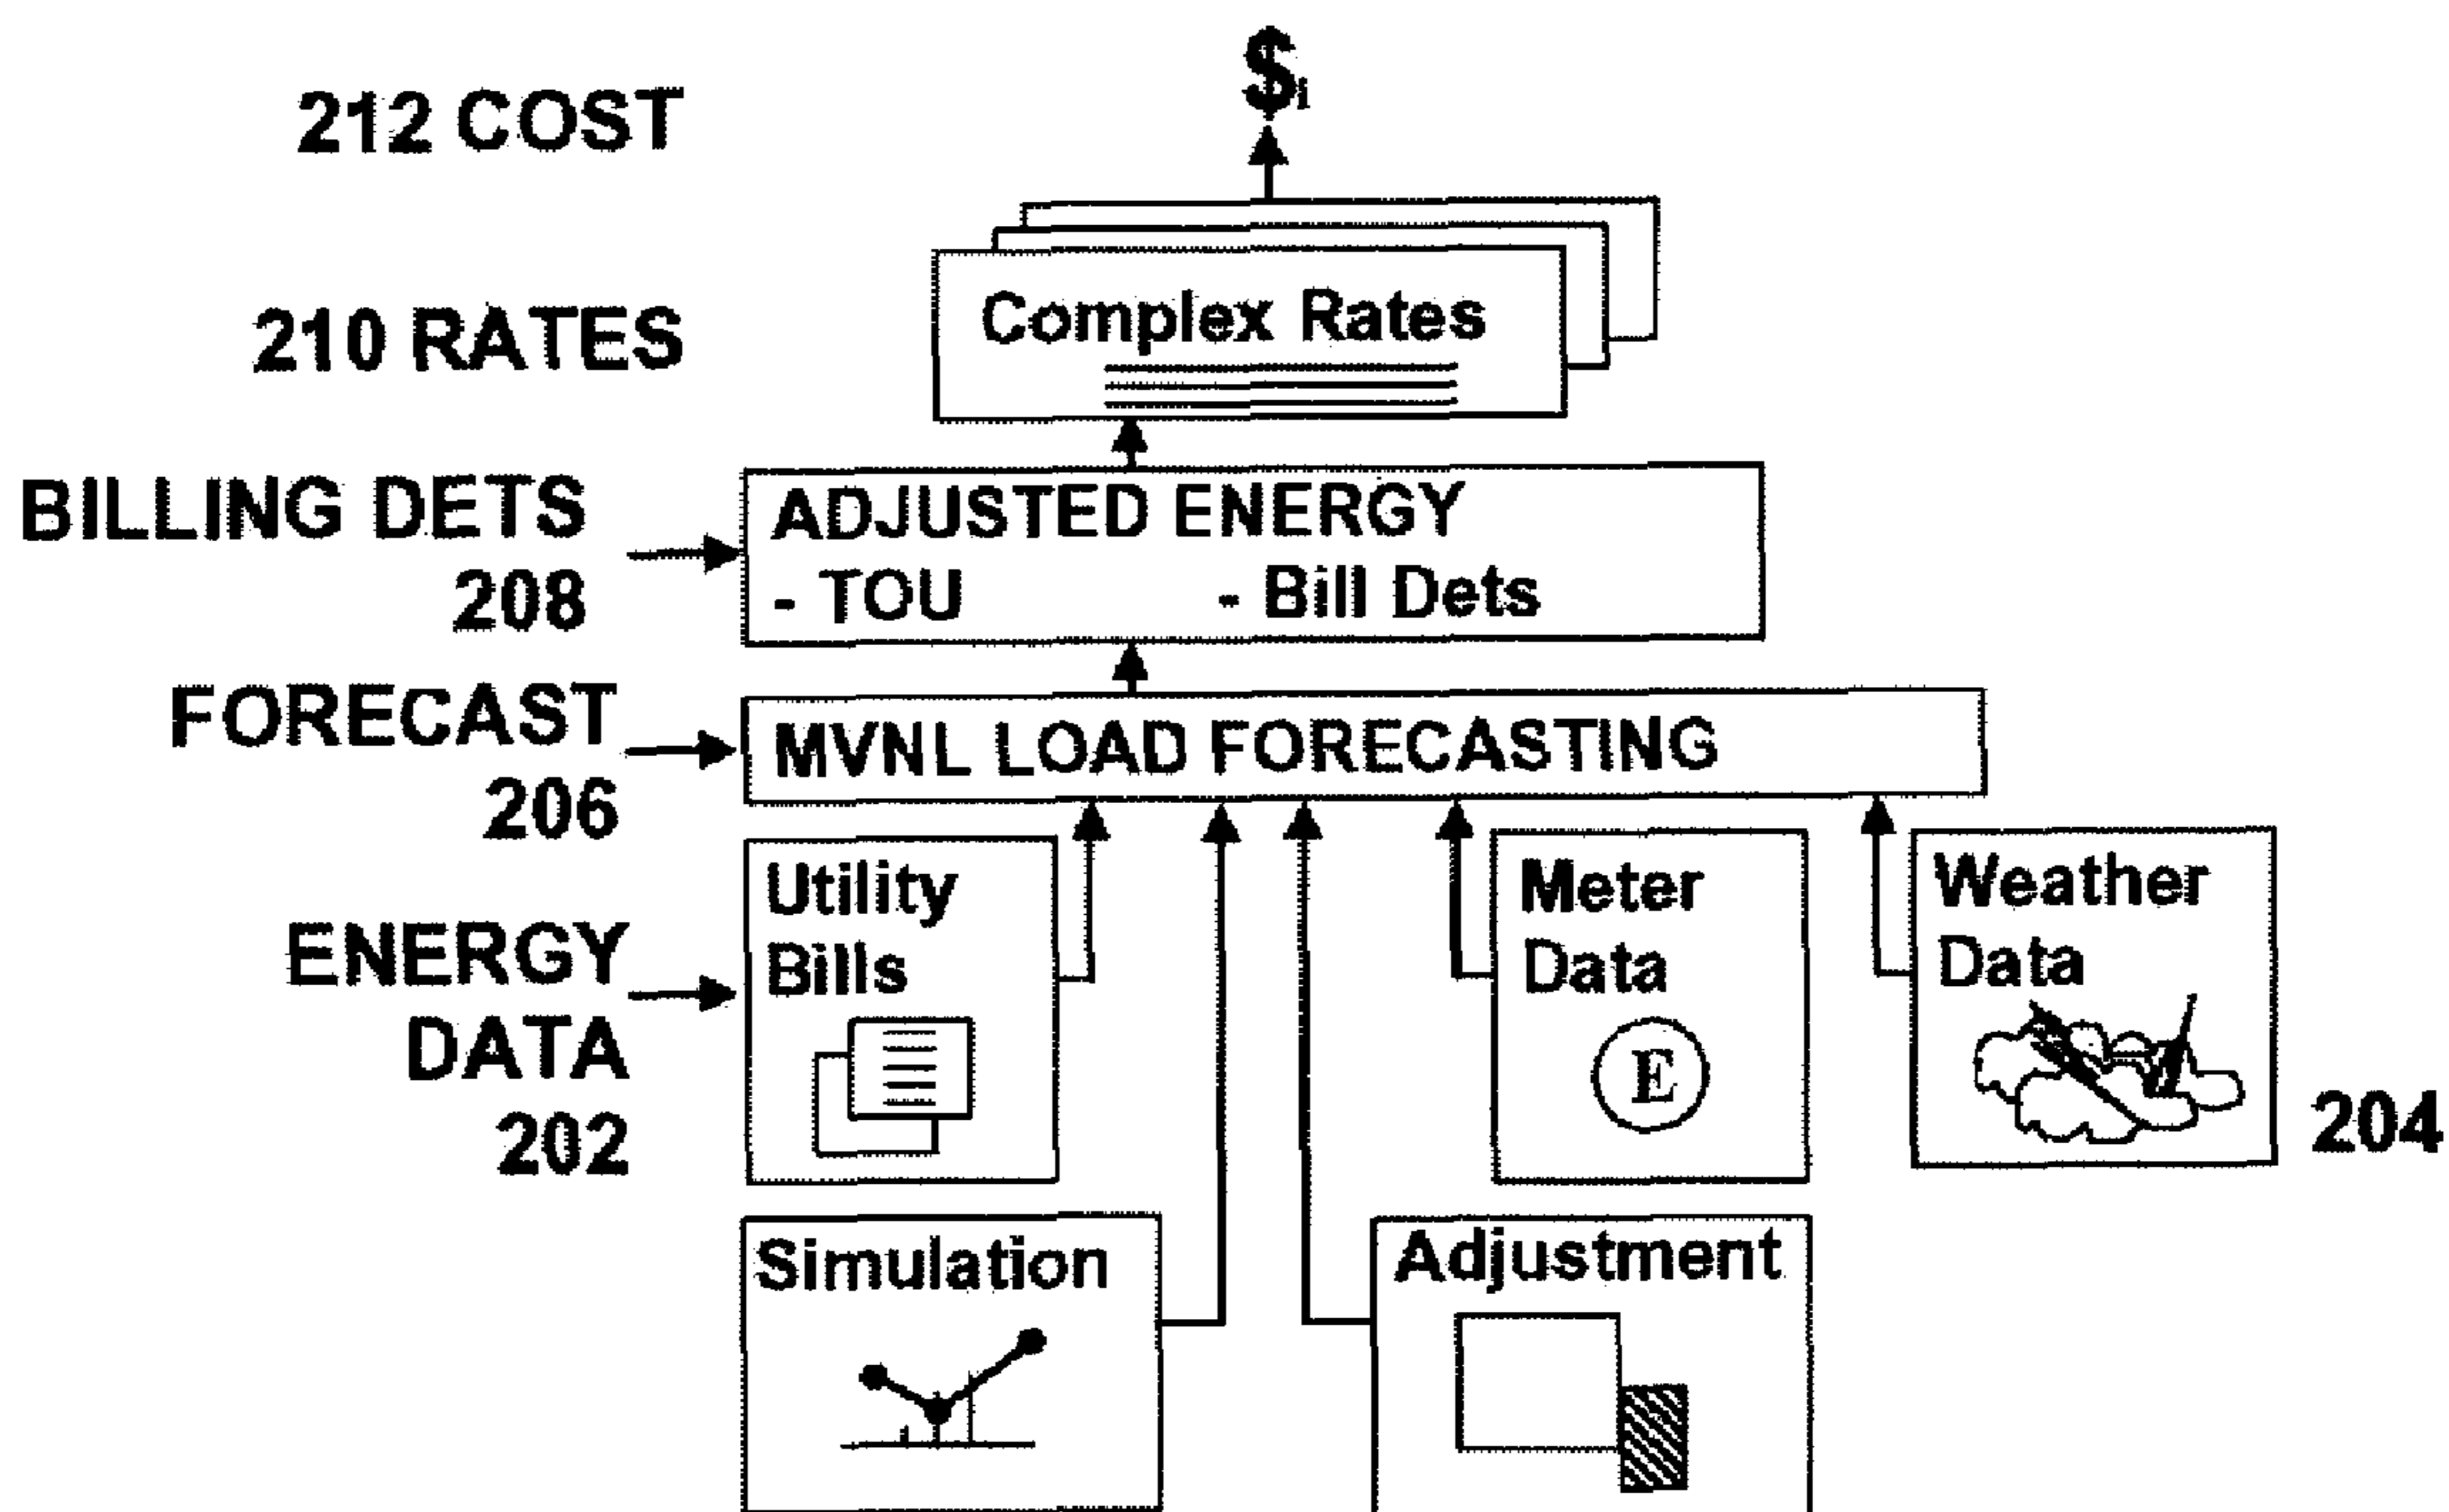 212 COST
$i
210 RATES
Complex Rates
BILLING DETS
208
ADJUSTED ENERGY
- TOU - Bill Dets
FORECAST
206
MVNL LOAD FORECASTING
ENERGY
DATA
202
Utility
Bills
Meter
Data
E
Weather
Data
204
Simulation
Adjustment